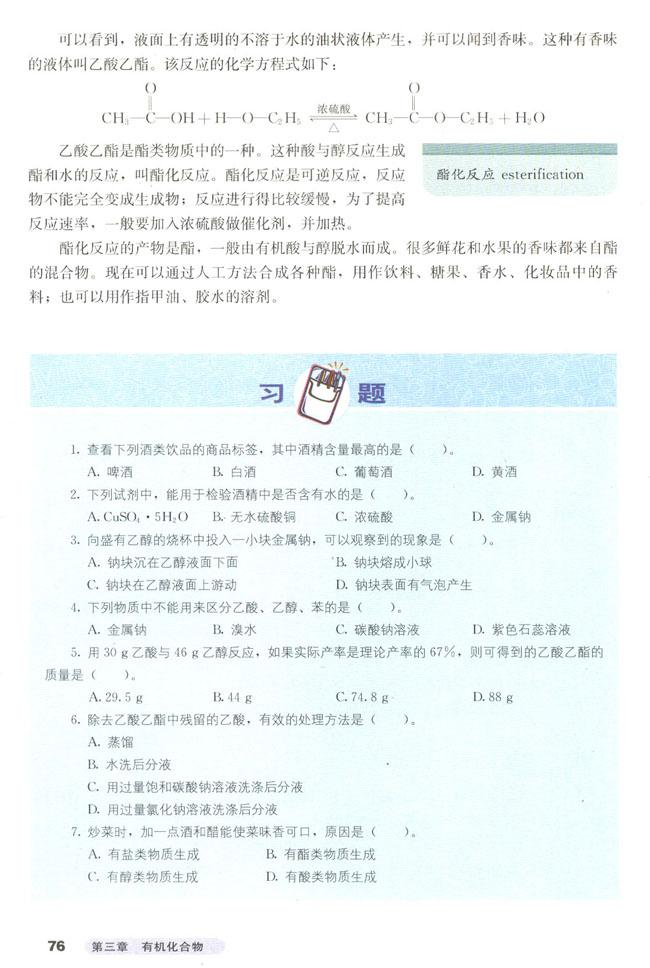 可以看到，液面上有透明的不溶于水的油状液体产生，并可以闻到香味。这种有香味
的液体叫乙酸乙酯。该反应的化学方程式如下：
O O
CH₃—C—OH + H—O—C₂H₅ 浓硫酸 △ CH₃—C—O—C₂H₅ + H₂O
乙酸乙酯是酯类物质中的一种。这种酸与醇反应生成
酯和水的反应，叫酯化反应。酯化反应是可逆反应，反应
物不能完全变成生成物；反应进行得比较缓慢，为了提高
反应速率，一般要加入浓硫酸做催化剂，并加热。
酯化反应 esterification
酯化反应的产物是酯，一般由有机酸与醇脱水而成。很多鲜花和水果的香味都来自酯
的混合物。现在可以通过人工方法合成各种酯，用作饮料、糖果、香水、化妆品中的香
料；也可以用作指甲油、胶水的溶剂。
习 题
1. 查看下列酒类饮品的商品标签，其中酒精含量最高的是（ ）。
A. 啤酒 B. 白酒 C. 葡萄酒 D. 黄酒
2. 下列试剂中，能用于检验酒精中是否含有水的是（ ）。
A. CuSO₄・5H₂O B. 无水硫酸铜 C. 浓硫酸 D. 金属钠
3. 向盛有乙醇的烧杯中投入一小块金属钠，可以观察到的现象是（ ）。
A. 钠块沉在乙醇液面下面 B. 钠块熔成小球
C. 钠块在乙醇液面上游动 D. 钠块表面有气泡产生
4. 下列物质中不能用来区分乙酸、乙醇、苯的是（ ）。
A. 金属钠 B. 溴水 C. 碳酸钠溶液 D. 紫色石蕊溶液
5. 用 30 g 乙酸与 46 g 乙醇反应，如果实际产率是理论产率的 67%，则可得到的乙酸乙酯的
质量是（ ）。
A. 29.5 g B. 44 g C. 74.8 g D. 88 g
6. 除去乙酸乙酯中残留的乙酸，有效的处理方法是（ ）。
A. 蒸馏
B. 水洗后分液
C. 用过量饱和碳酸钠溶液洗涤后分液
D. 用过量氯化钠溶液洗涤后分液
7. 炒菜时，加一点酒和醋能使菜味香可口，原因是（ ）。
A. 有盐类物质生成 B. 有酯类物质生成
C. 有醇类物质生成 D. 有酸类物质生成
76 第三章 有机化合物